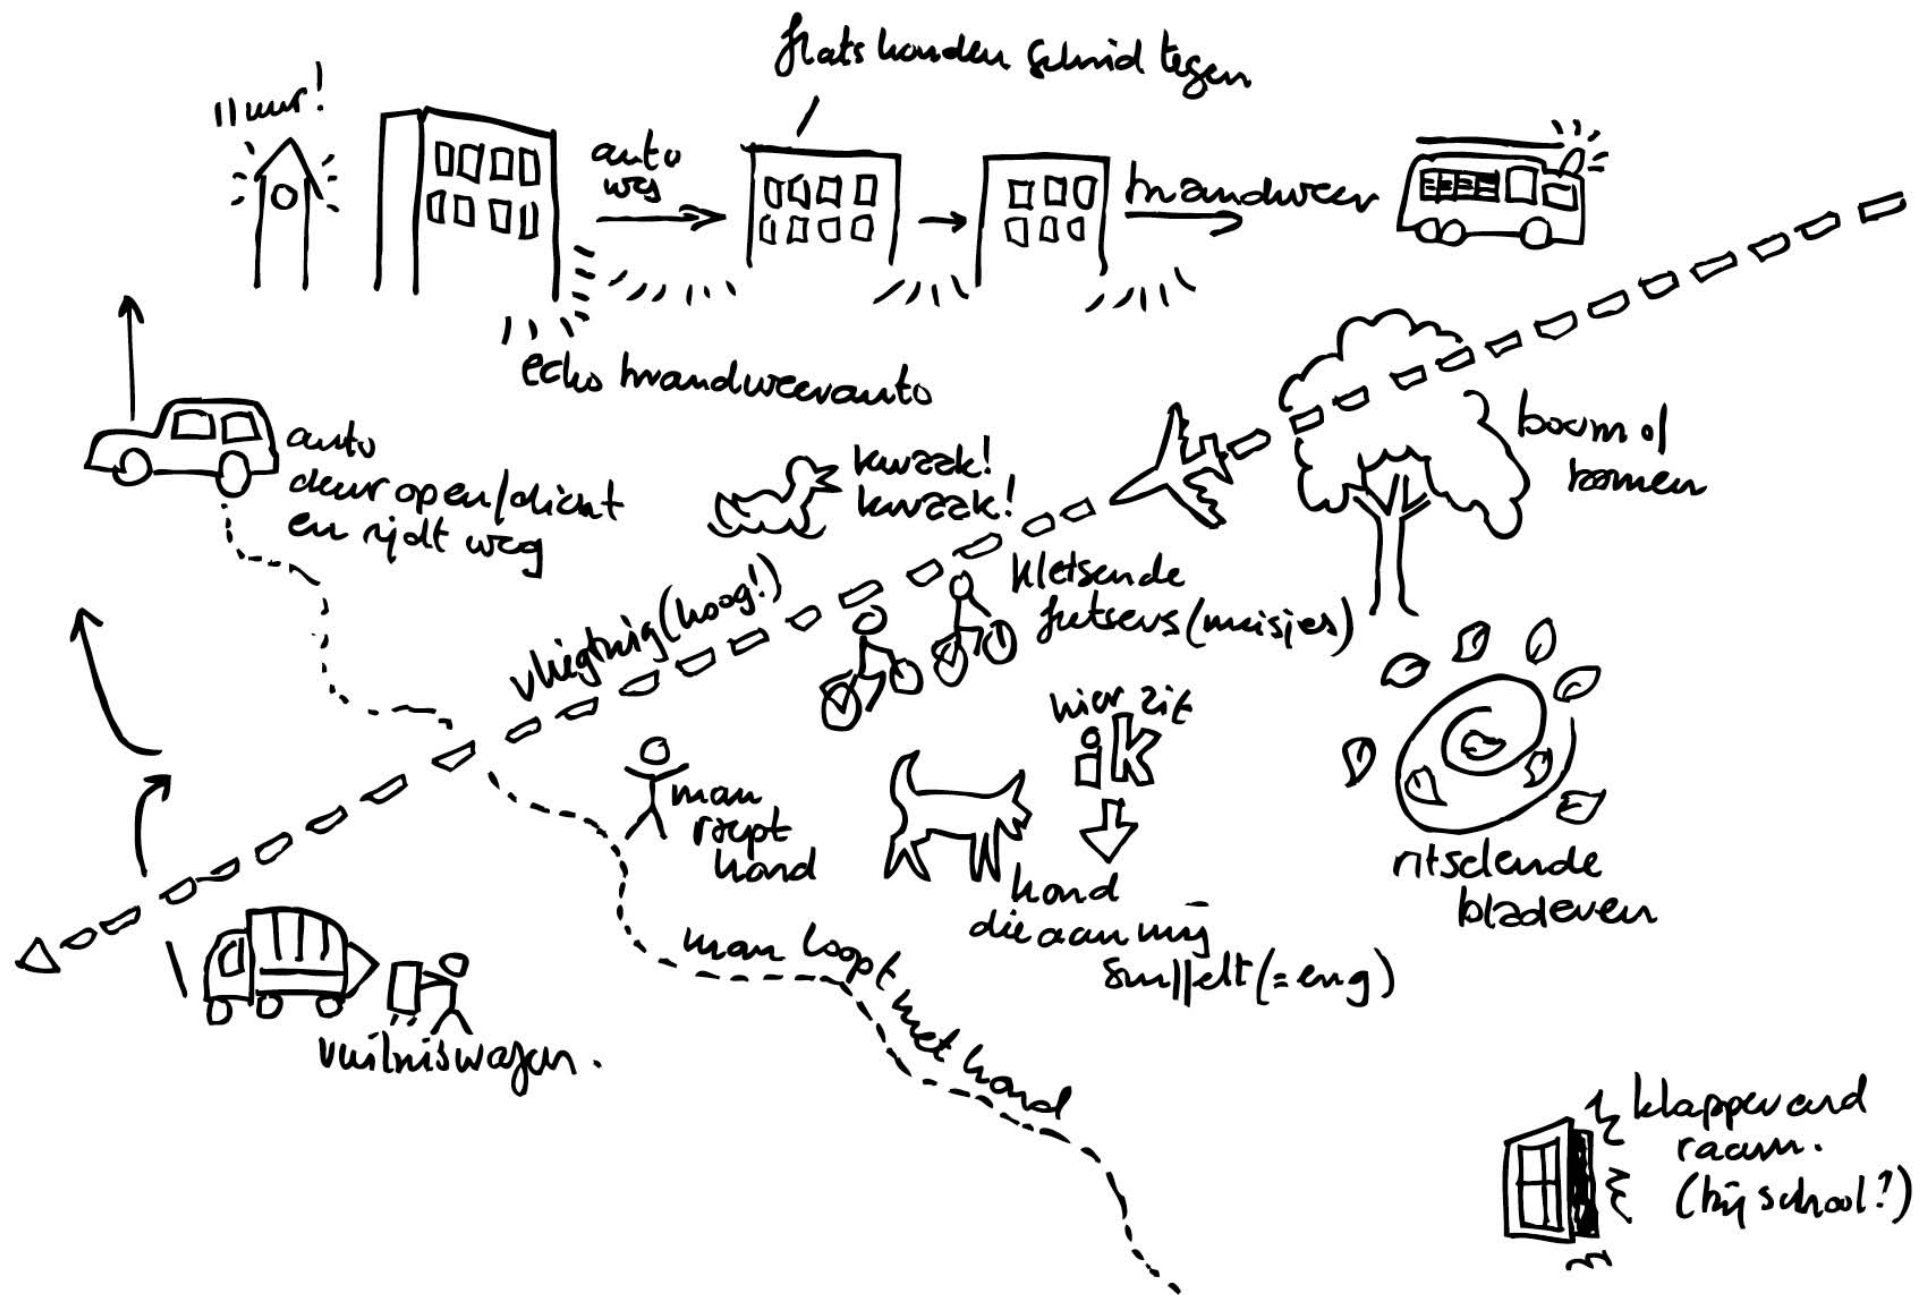 flats houden geluid tegen
11 uur!
auto
weg
brandweer
echo brandweerauto
auto
deur open/dicht
en rijdt weg
kwaak!
kwaak!
boom of
bomen
vliegtuig (hoog!)
kletsende
fietsers (meisjes)
hier zit
ik
man
roept
hond
hond
die aan mij
snuffelt (= eng)
ritselende
bladeren
man loopt met hond
vuilniswagen.
klapperend
raam.
(bij school?)